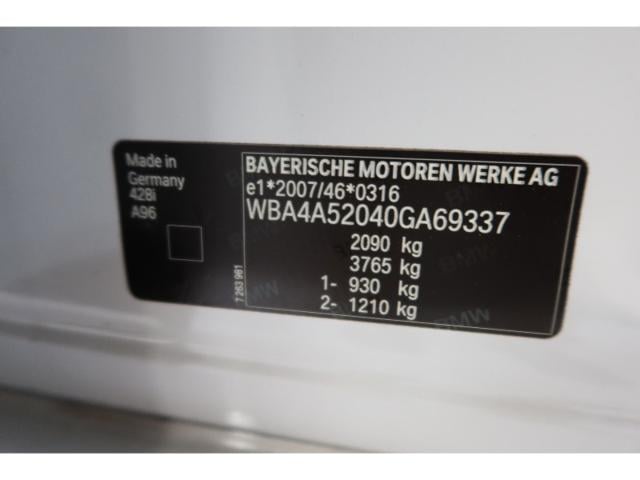 Made in
Germany
428i
A96
7 263 981
BAYERISCHE MOTOREN WERKE AG
e1*2007/46*0316
WBA4A52040GA69337
2090 kg
3765 kg
1- 930 kg
2- 1210 kg
BMW